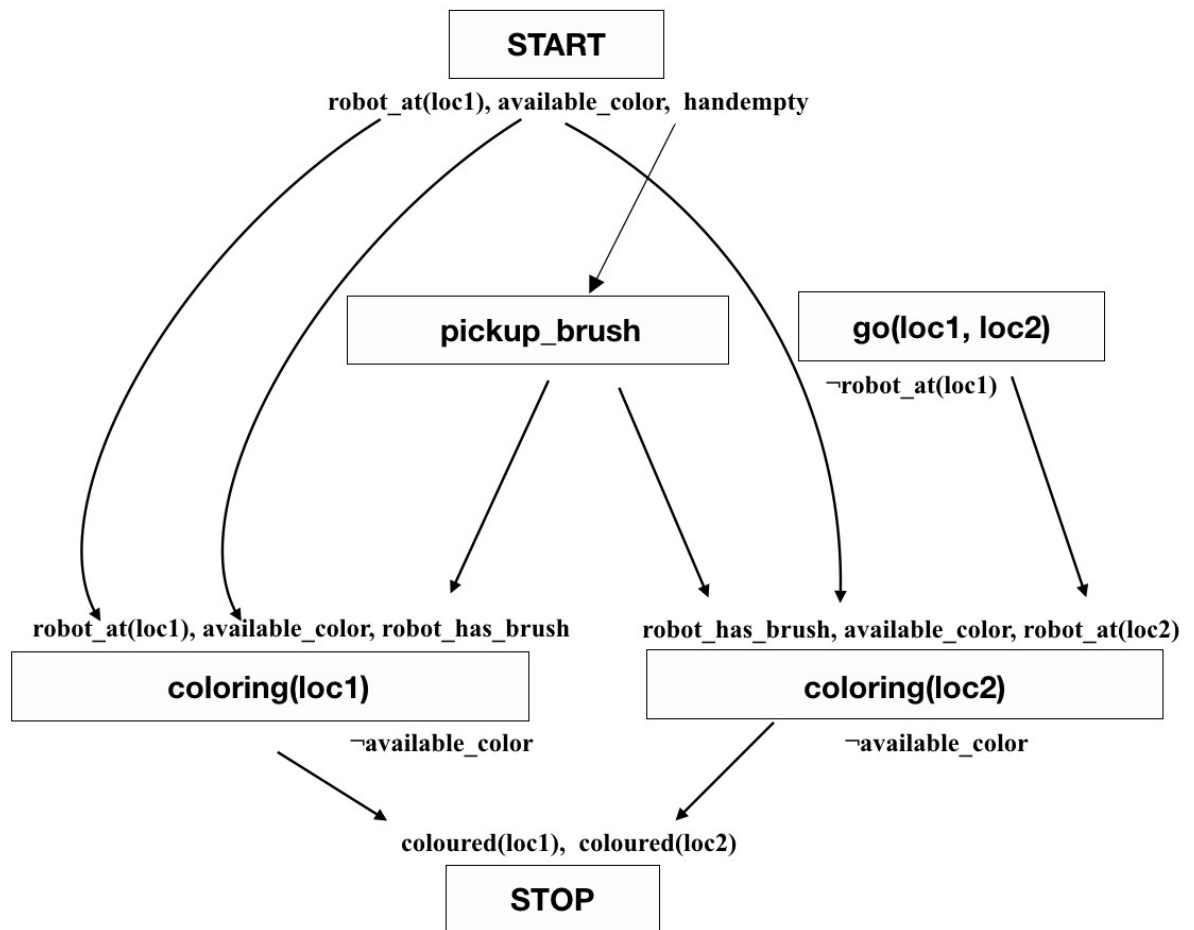 START
robot_at(loc1), available_color, handempty
pickup_brush
go(loc1, loc2)
¬robot_at(loc1)
robot_at(loc1), available_color, robot_has_brush
robot_has_brush, available_color, robot_at(loc2)
coloring(loc1)
coloring(loc2)
¬available_color
¬available_color
coloured(loc1), coloured(loc2)
STOP